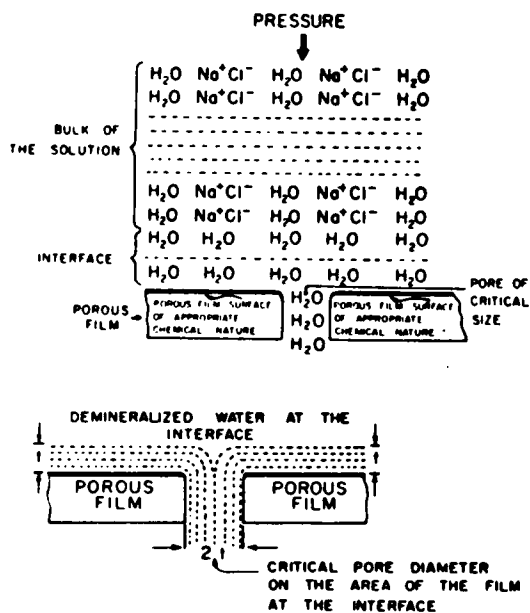 PRESSURE
H₂O Na⁺Cl⁻ H₂O Na⁺Cl⁻ H₂O
H₂O Na⁺Cl⁻ H₂O Na⁺Cl⁻ H₂O
BULK OF
THE SOLUTION
H₂O Na⁺Cl⁻ H₂O Na⁺Cl⁻ H₂O
H₂O Na⁺Cl⁻ H₂O Na⁺Cl⁻ H₂O
H₂O H₂O H₂O H₂O H₂O
INTERFACE
H₂O H₂O H₂O H₂O H₂O
POROUS
FILM
POROUS FILM SURFACE
OF APPROPRIATE
CHEMICAL NATURE
H₂O
H₂O
H₂O
POROUS FILM SURFACE
OF APPROPRIATE
CHEMICAL NATURE
PORE OF
CRITICAL
SIZE
DEMINERALIZED WATER AT THE
INTERFACE
t
t
POROUS
FILM
POROUS
FILM
2 t
CRITICAL PORE DIAMETER
ON THE AREA OF THE FILM
AT THE INTERFACE